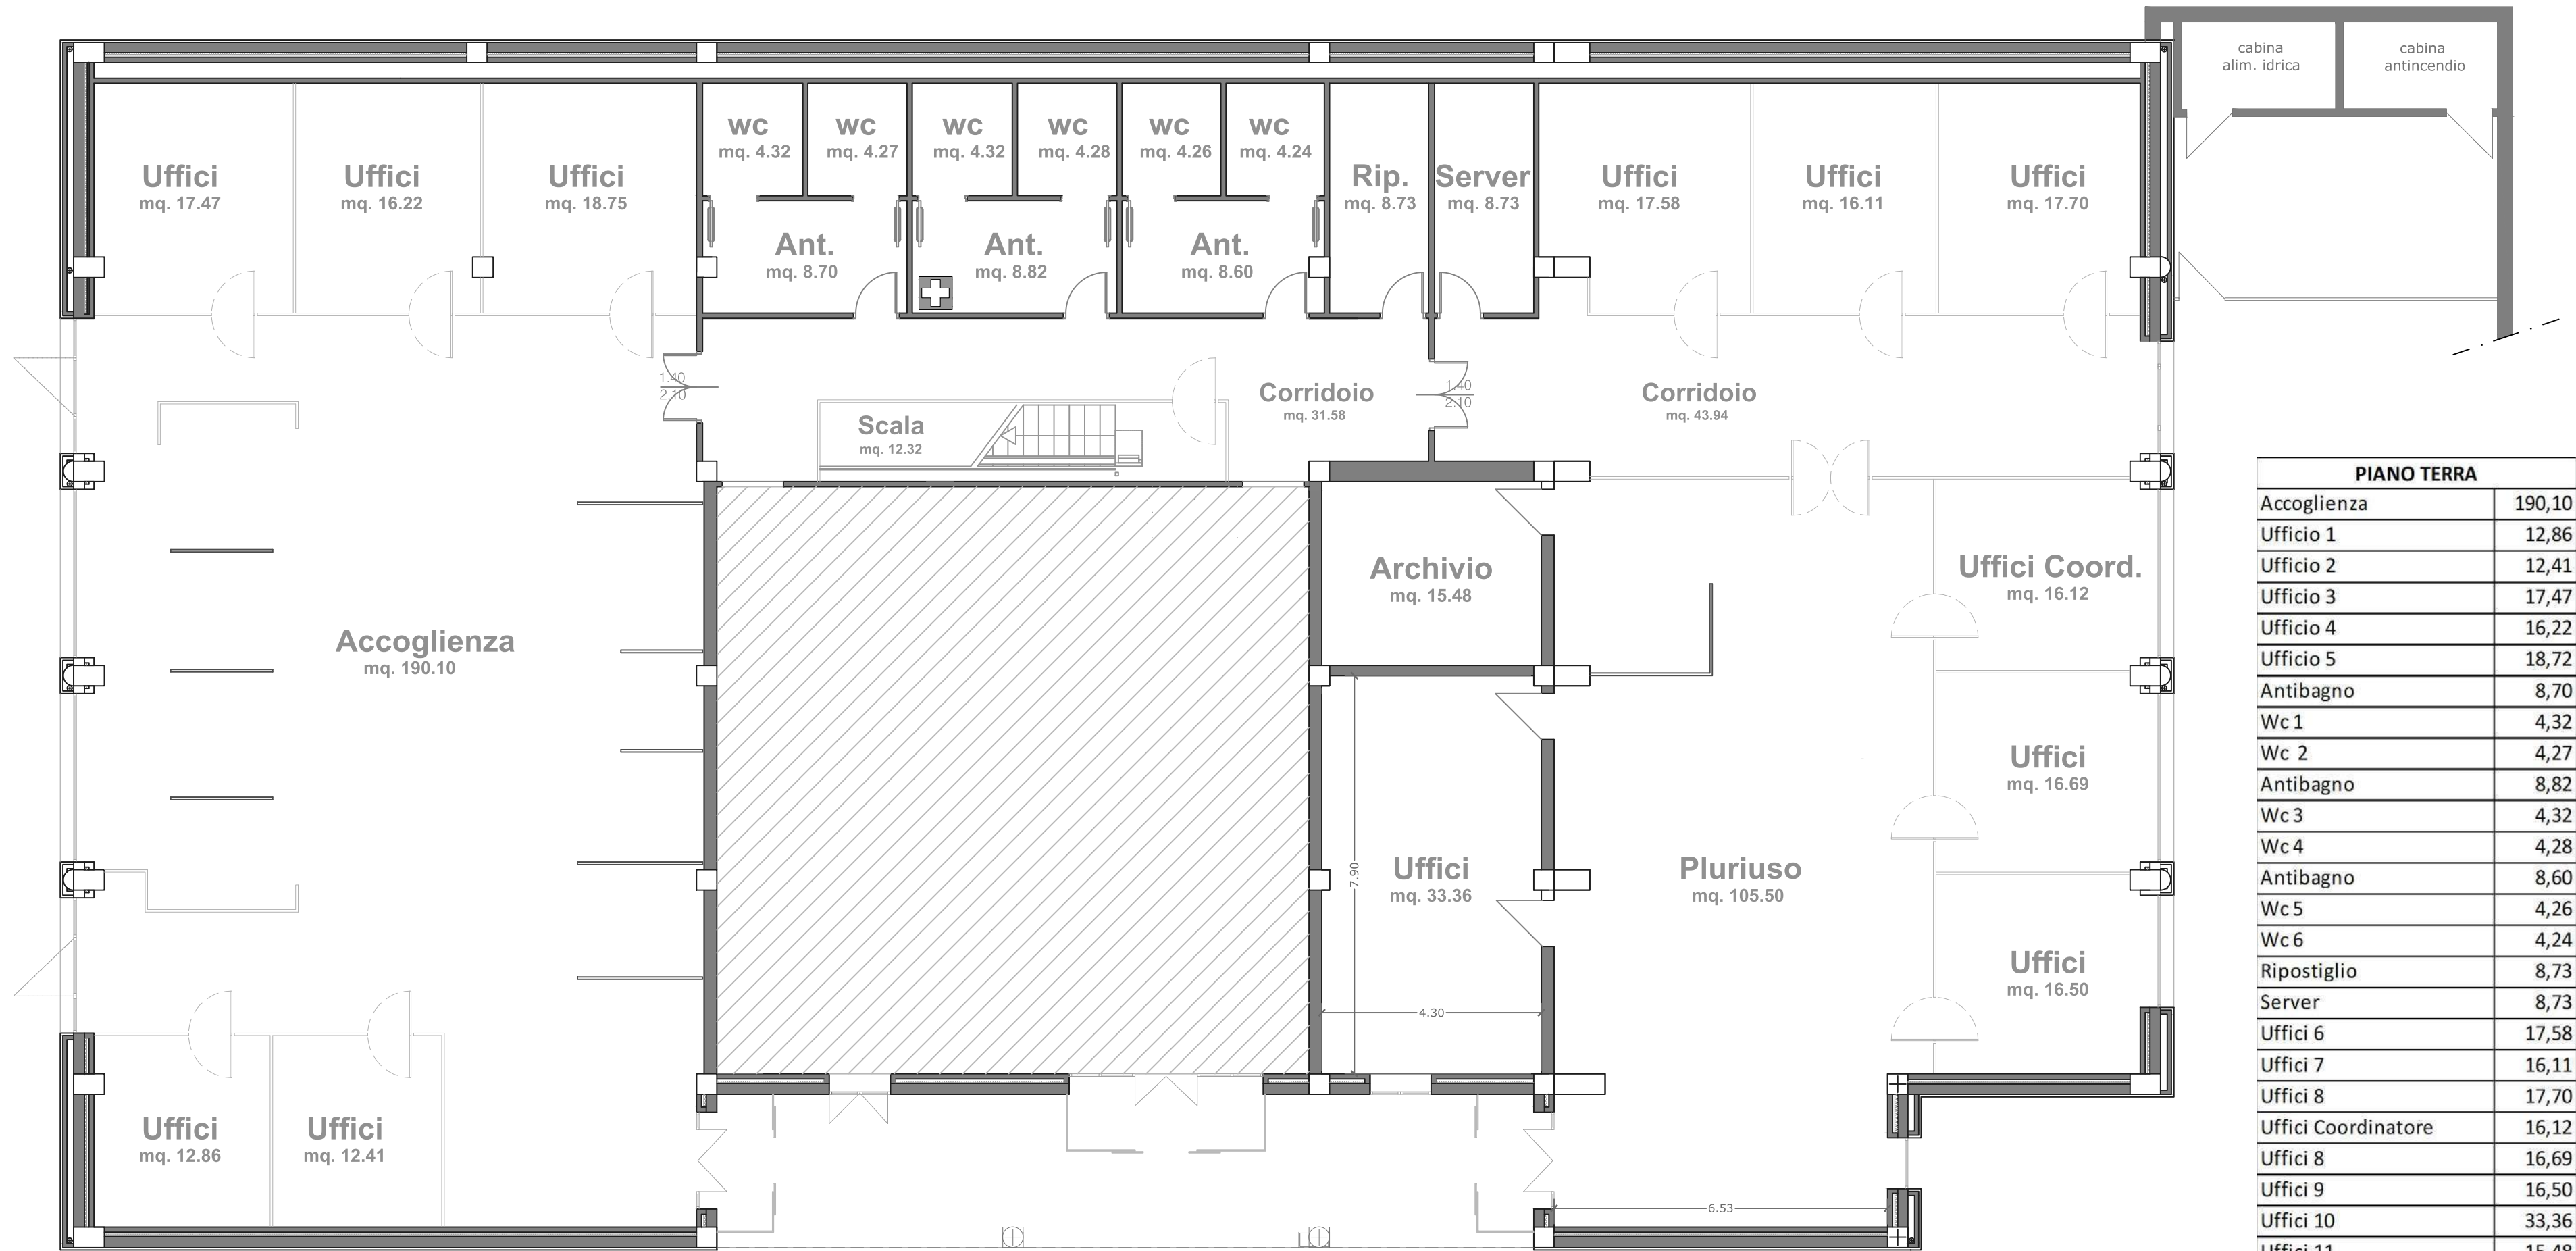 cabina
alim. idrica
cabina
antincendio
wc
mq. 4.32
wc
mq. 4.27
wc
mq. 4.32
wc
mq. 4.28
wc
mq. 4.26
wc
mq. 4.24
Uffici
mq. 17.47
Uffici
mq. 16.22
Uffici
mq. 18.75
Rip.
mq. 8.73
Server
mq. 8.73
Uffici
mq. 17.58
Uffici
mq. 16.11
Uffici
mq. 17.70
Ant.
mq. 8.70
Ant.
mq. 8.82
Ant.
mq. 8.60
1.40
2.10
Scala
mq. 12.32
Corridoio
mq. 31.58
1.40
2.10
Corridoio
mq. 43.94
Archivio
mq. 15.48
Uffici Coord.
mq. 16.12
Accoglienza
mq. 190.10
Uffici
mq. 16.69
7.90
Uffici
mq. 33.36
Pluriuso
mq. 105.50
Uffici
mq. 16.50
4.30
Uffici
mq. 12.86
Uffici
mq. 12.41
6.53
PIANO TERRA
Accoglienza 190,10
Ufficio 1 12,86
Ufficio 2 12,41
Ufficio 3 17,47
Ufficio 4 16,22
Ufficio 5 18,72
Antibagno 8,70
Wc 1 4,32
Wc 2 4,27
Antibagno 8,82
Wc 3 4,32
Wc 4 4,28
Antibagno 8,60
Wc 5 4,26
Wc 6 4,24
Ripostiglio 8,73
Server 8,73
Uffici 6 17,58
Uffici 7 16,11
Uffici 8 17,70
Uffici Coordinatore 16,12
Uffici 8 16,69
Uffici 9 16,50
Uffici 10 33,36
Uffici 11 15,48